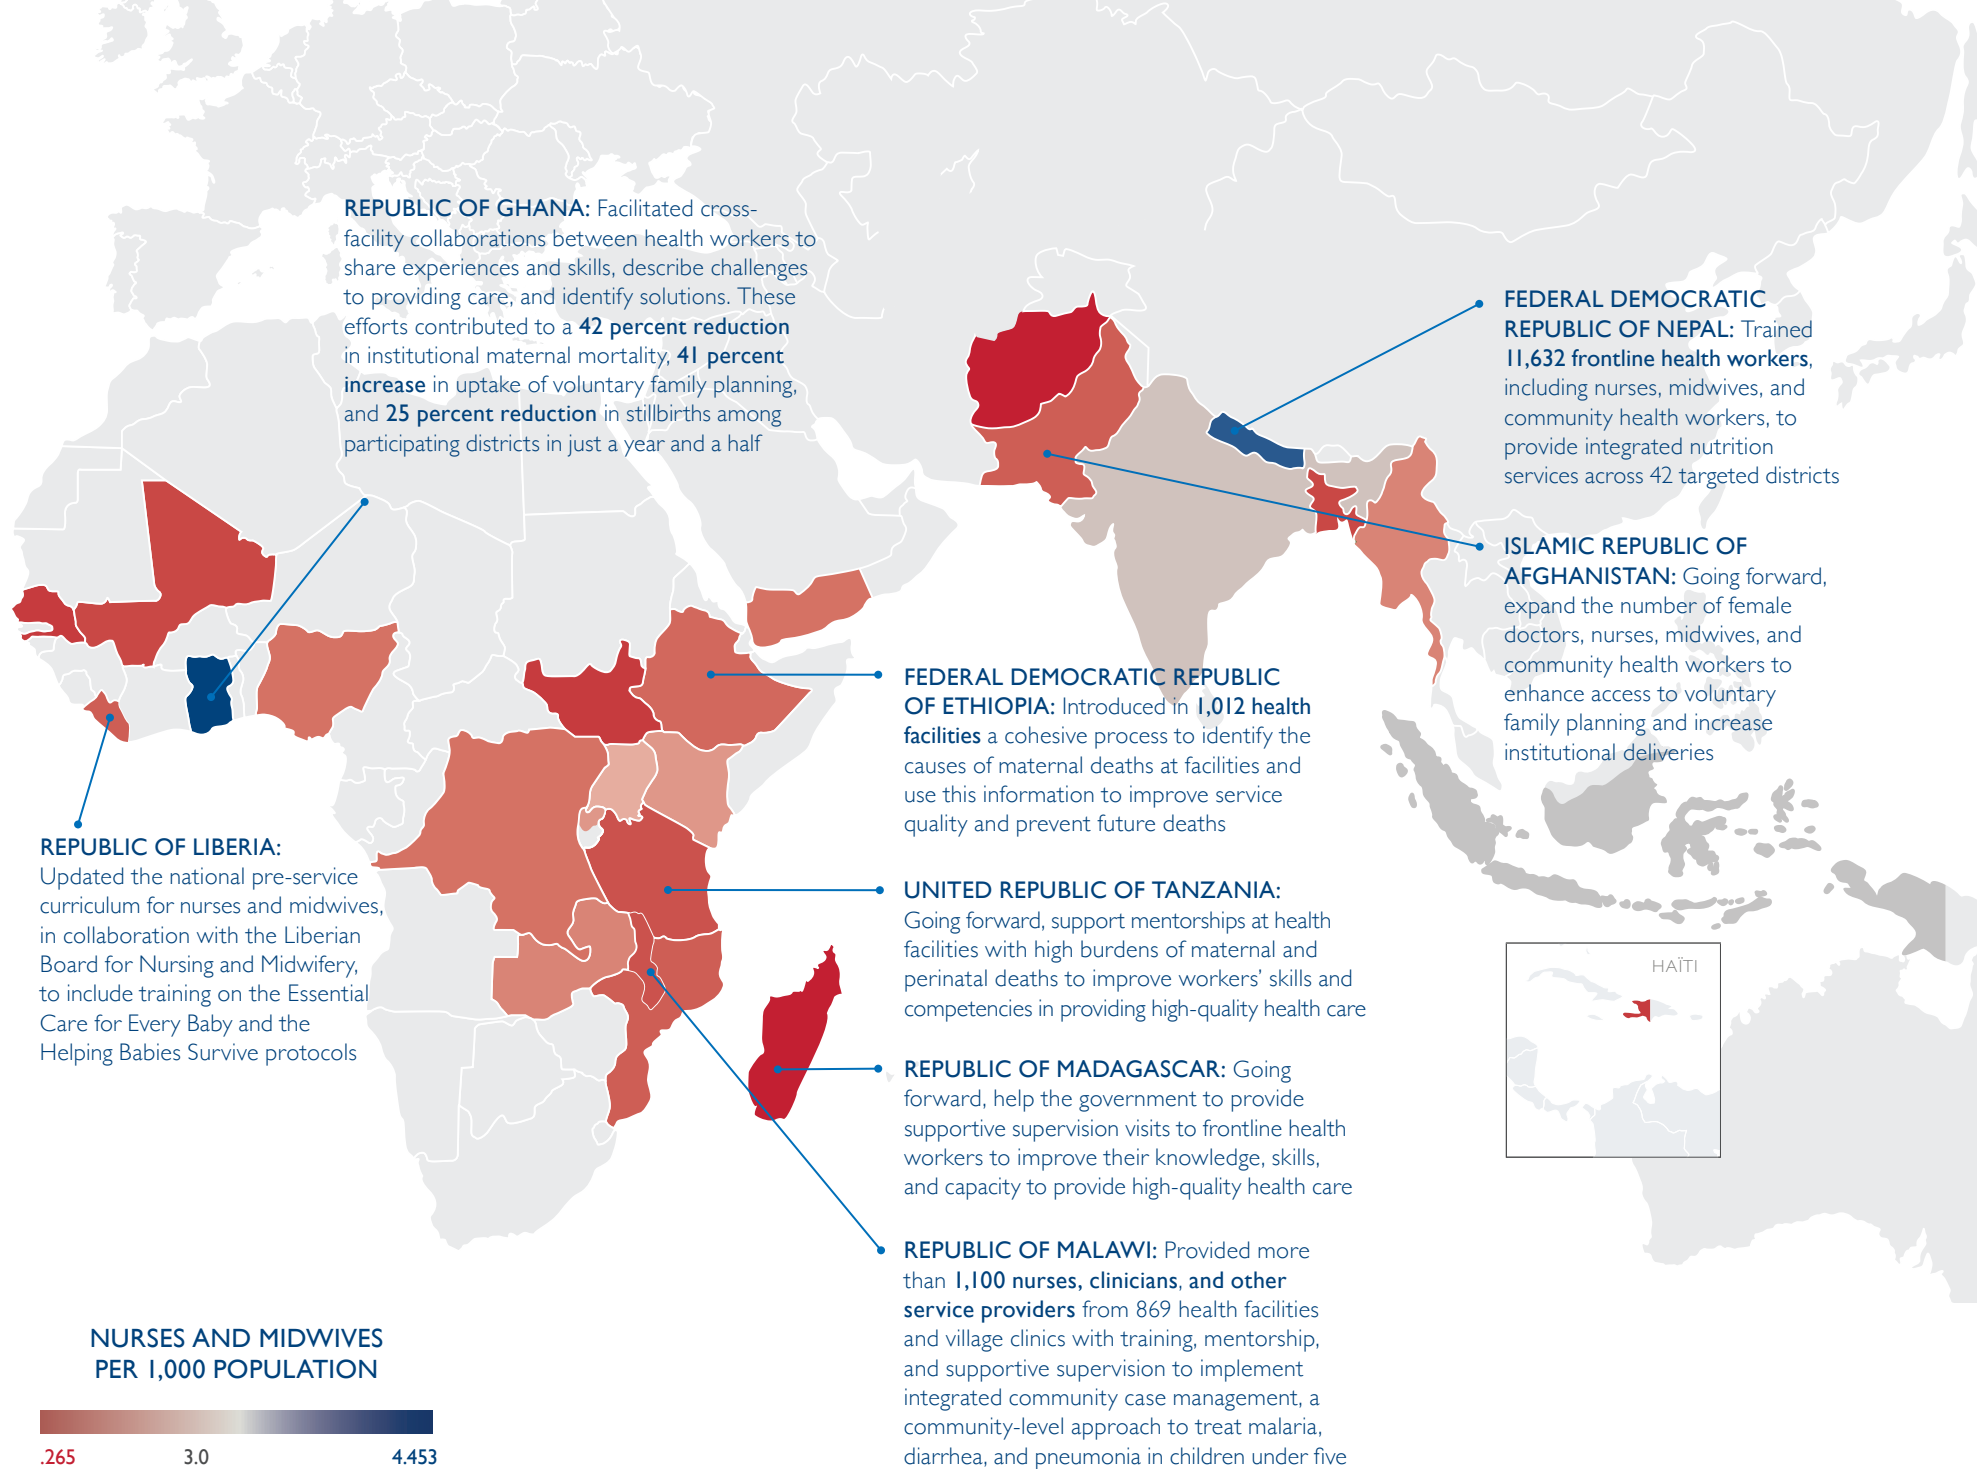 REPUBLIC OF GHANA: Facilitated cross-
facility collaborations between health workers to
share experiences and skills, describe challenges
to providing care, and identify solutions. These
efforts contributed to a 42 percent reduction
in institutional maternal mortality, 41 percent
increase in uptake of voluntary family planning,
and 25 percent reduction in stillbirths among
participating districts in just a year and a half
FEDERAL DEMOCRATIC
REPUBLIC OF NEPAL: Trained
11,632 frontline health workers,
including nurses, midwives, and
community health workers, to
provide integrated nutrition
services across 42 targeted districts
ISLAMIC REPUBLIC OF
AFGHANISTAN: Going forward,
expand the number of female
doctors, nurses, midwives, and
community health workers to
enhance access to voluntary
family planning and increase
institutional deliveries
FEDERAL DEMOCRATIC REPUBLIC
OF ETHIOPIA: Introduced in 1,012 health
facilities a cohesive process to identify the
causes of maternal deaths at facilities and
use this information to improve service
quality and prevent future deaths
REPUBLIC OF LIBERIA:
Updated the national pre-service
curriculum for nurses and midwives,
in collaboration with the Liberian
Board for Nursing and Midwifery,
to include training on the Essential
Care for Every Baby and the
Helping Babies Survive protocols
UNITED REPUBLIC OF TANZANIA:
Going forward, support mentorships at health
facilities with high burdens of maternal and
perinatal deaths to improve workers' skills and
competencies in providing high-quality health care
HAÏTI
REPUBLIC OF MADAGASCAR: Going
forward, help the government to provide
supportive supervision visits to frontline health
workers to improve their knowledge, skills,
and capacity to provide high-quality health care
REPUBLIC OF MALAWI: Provided more
than 1,100 nurses, clinicians, and other
service providers from 869 health facilities
and village clinics with training, mentorship,
and supportive supervision to implement
integrated community case management, a
community-level approach to treat malaria,
diarrhea, and pneumonia in children under five
NURSES AND MIDWIVES
PER 1,000 POPULATION
.265 3.0 4.453